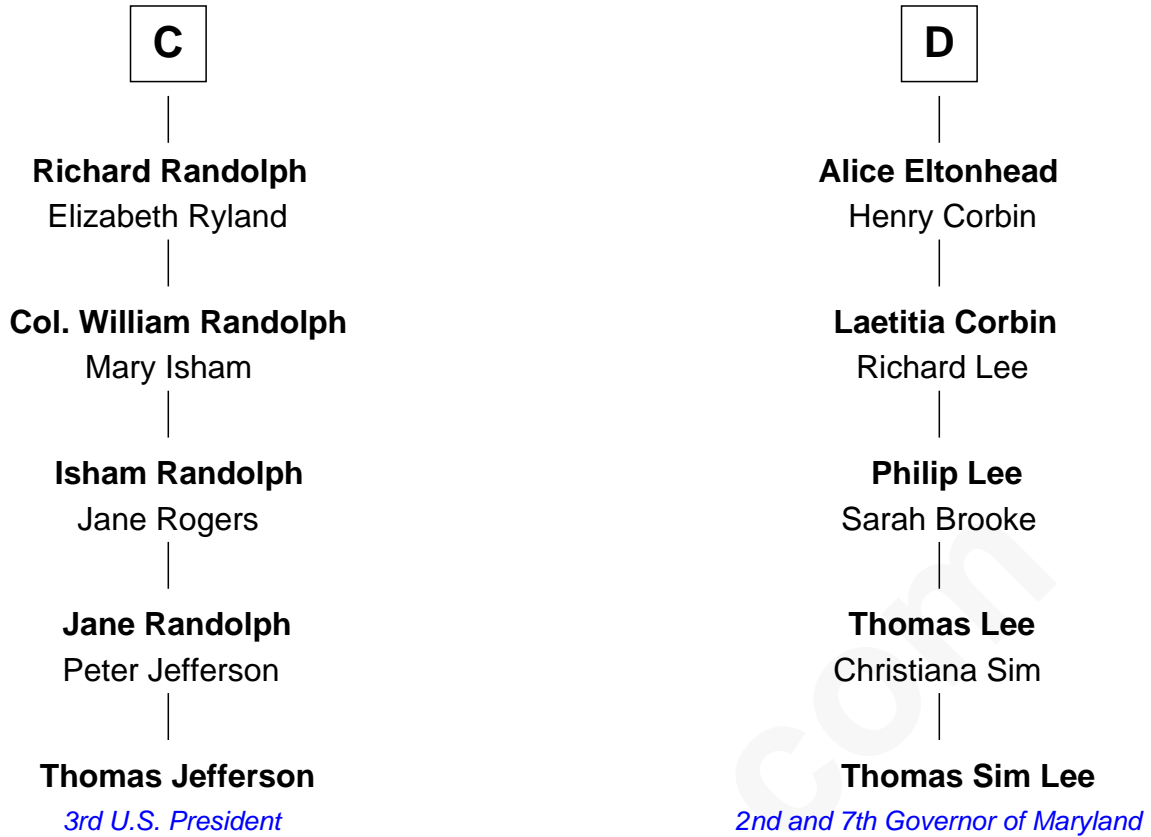 C
Richard Randolph
Elizabeth Ryland
Col. William Randolph
Mary Isham
Isham Randolph
Jane Rogers
Jane Randolph
Peter Jefferson
Thomas Jefferson
3rd U.S. President
D
Alice Eltonhead
Henry Corbin
Laetitia Corbin
Richard Lee
Philip Lee
Sarah Brooke
Thomas Lee
Christiana Sim
Thomas Sim Lee
2nd and 7th Governor of Maryland
com